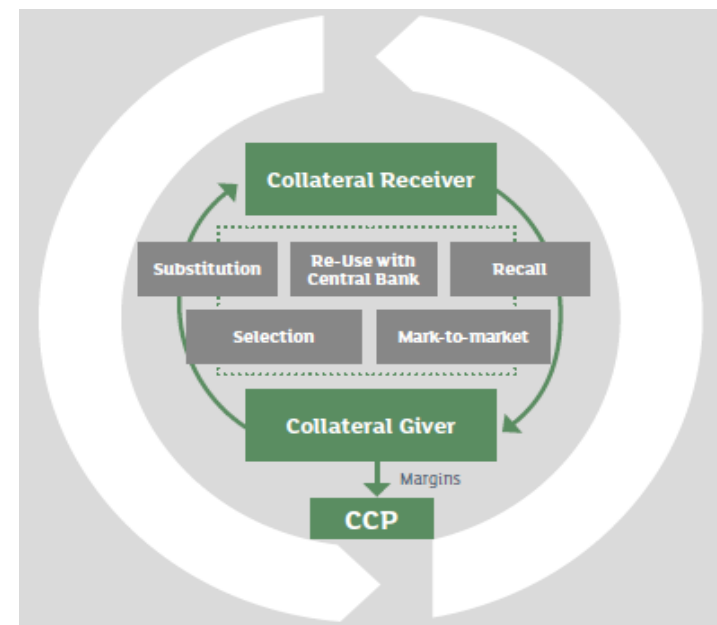 Collateral Receiver
Substitution
Re-Use with
Central Bank
Recall
Selection
Mark-to-market
Collateral Giver
Margins
CCP